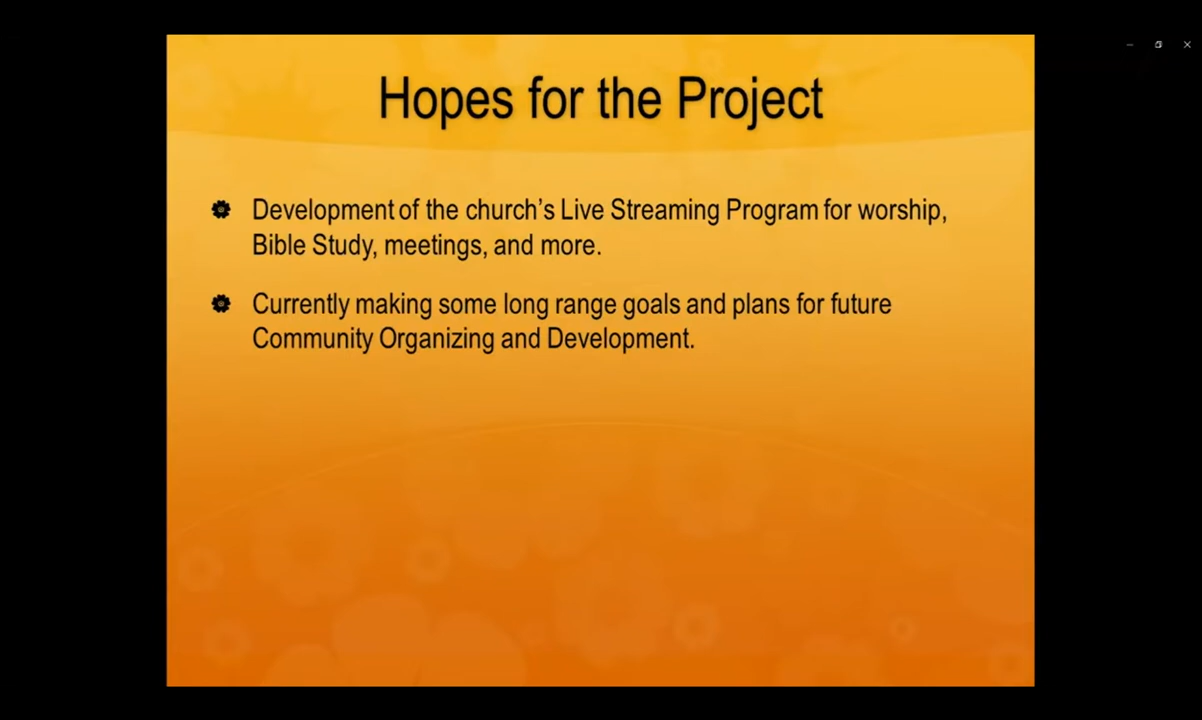 Hopes for the Project
Development of the church’s Live Streaming Program for worship,
Bible Study, meetings, and more.
Currently making some long range goals and plans for future
Community Organizing and Development.